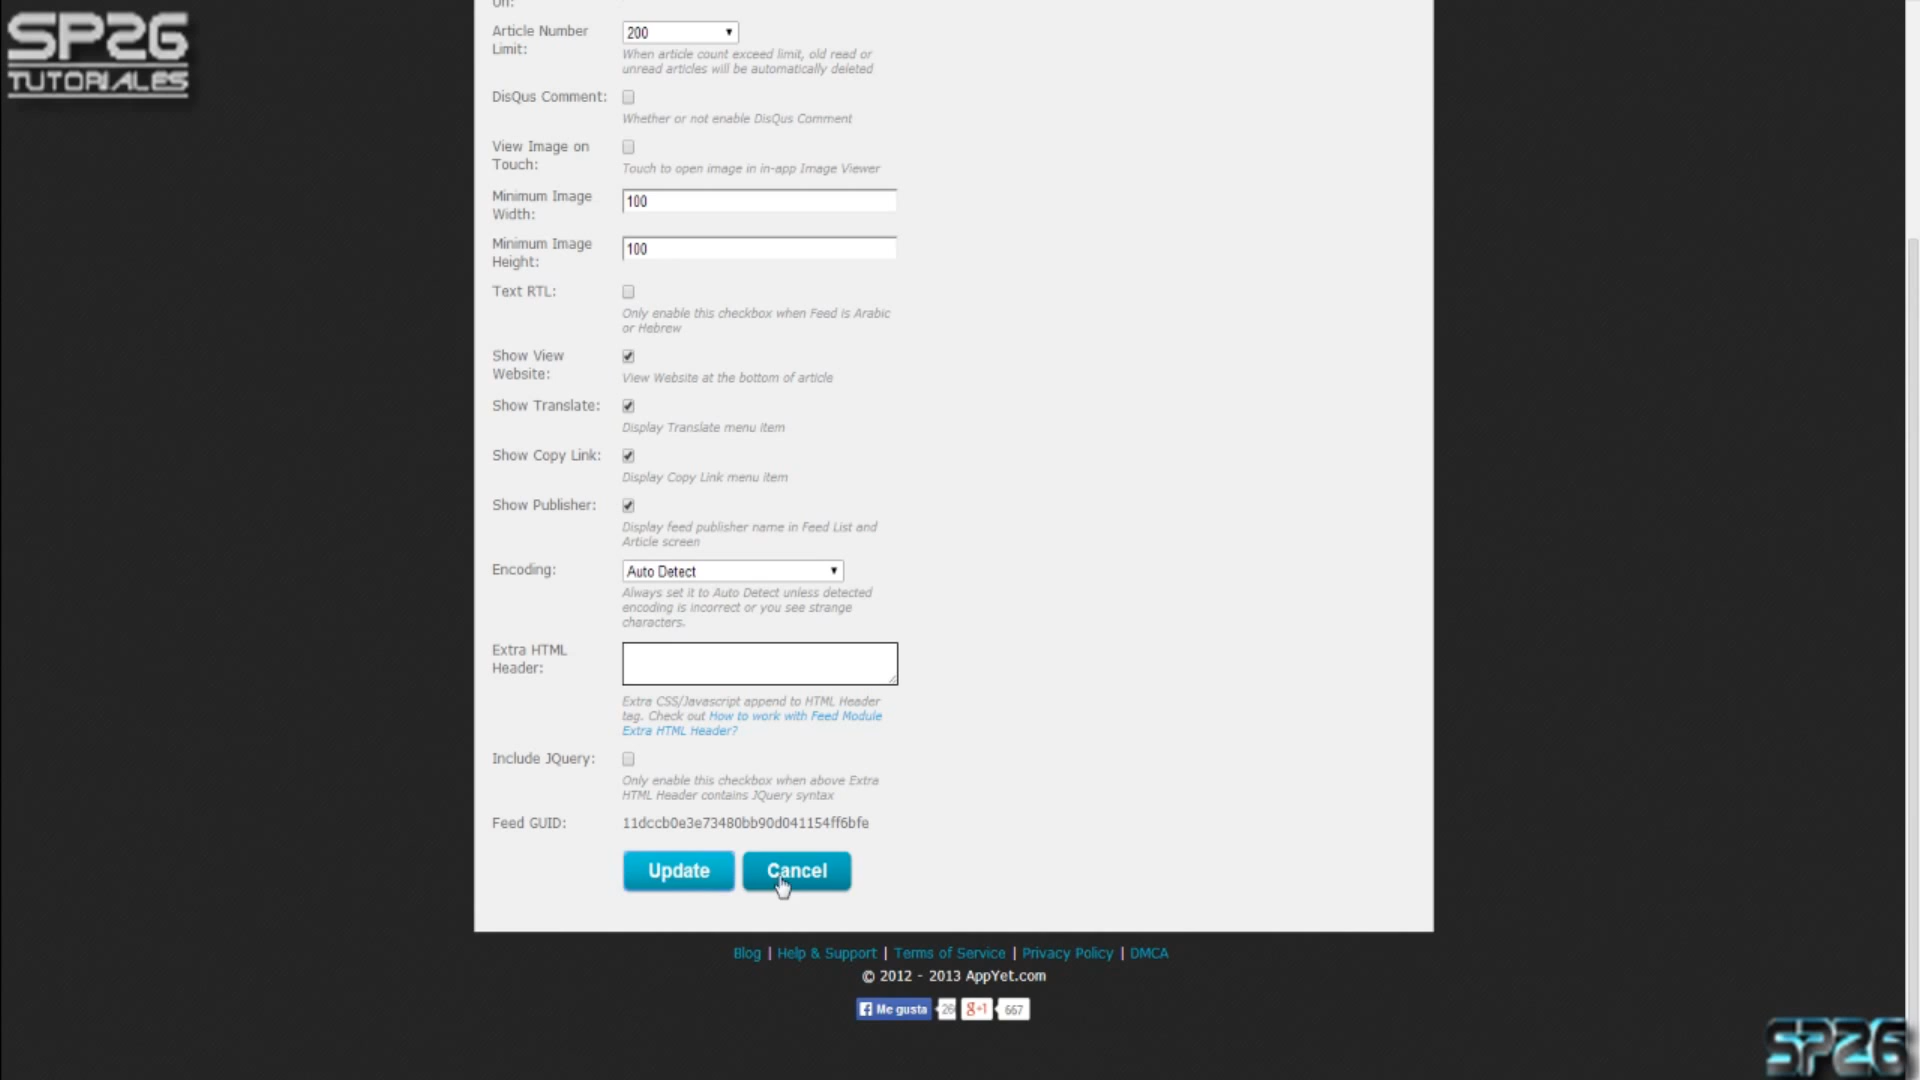 SP26
TUTORIALES
On:
Article Number
Limit:
200
When article count exceed limit, old read or
unread articles will be automatically deleted
DisQus Comment:
Whether or not enable DisQus Comment
View Image on
Touch:
Touch to open image in in-app Image Viewer
Minimum Image
Width:
100
Minimum Image
Height:
100
Text RTL:
Only enable this checkbox when Feed is Arabic
or Hebrew
Show View
Website:
View Website at the bottom of article
Show Translate:
Display Translate menu item
Show Copy Link:
Display Copy Link menu item
Show Publisher:
Display feed publisher name in Feed List and
Article screen
Encoding:
Auto Detect
Always set it to Auto Detect unless detected
encoding is incorrect or you see strange
characters.
Extra HTML
Header:
Extra CSS/Javascript append to HTML Header
tag. Check out How to work with Feed Module
Extra HTML Header?
Include JQuery:
Only enable this checkbox when above Extra
HTML Header contains JQuery syntax
Feed GUID:
11dccb0e3e73480bb90d041154ff6bfe
Update Cancel
Blog | Help & Support | Terms of Service | Privacy Policy | DMCA
© 2012 - 2013 AppYet.com
Me gusta 26 g+1 667
SP26